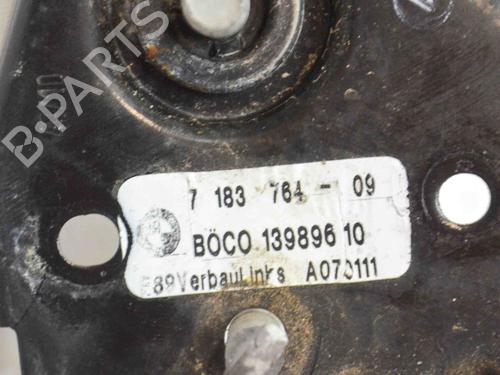 B-PARTS
7 183 764 - 09
BÖCO 139896 10
E89VerbauLinks A070111